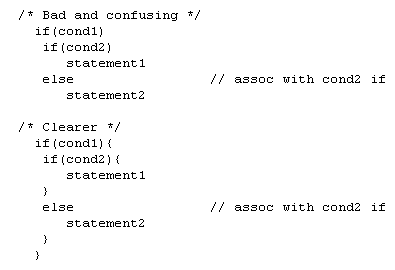 /* Bad and confusing */
if(cond1)
if(cond2)
statement1
else // assoc with cond2 if
statement2
/* Clearer */
if(cond1){
if(cond2){
statement1
}
else // assoc with cond2 if
statement2
}
}